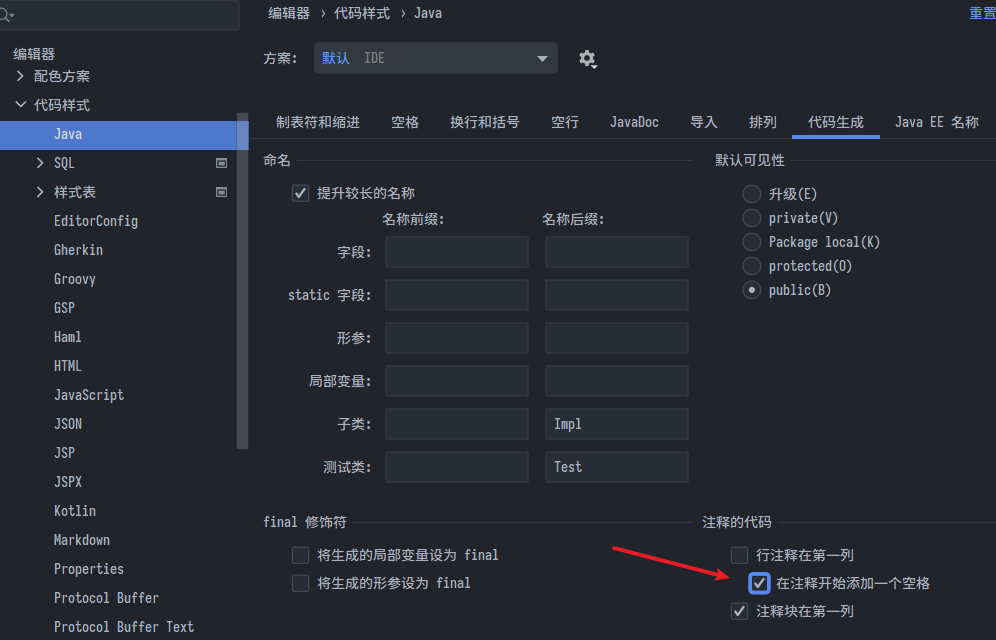 编辑器 › 代码样式 › Java
重置
编辑器
配色方案
代码样式
Java
SQL
样式表
EditorConfig
Gherkin
Groovy
GSP
Haml
HTML
JavaScript
JSON
JSP
JSPX
Kotlin
Markdown
Properties
Protocol Buffer
Protocol Buffer Text
方案: 默认 IDE
制表符和缩进 空格 换行和括号 空行 JavaDoc 导入 排列 代码生成 Java EE 名称
命名
提升较长的名称
名称前缀: 名称后缀:
字段:
static 字段:
形参:
局部变量:
子类: Impl
测试类: Test
默认可见性
升级(E)
private(V)
Package local(K)
protected(O)
public(B)
final 修饰符
将生成的局部变量设为 final
将生成的形参设为 final
注释的代码
行注释在第一列
在注释开始添加一个空格
注释块在第一列